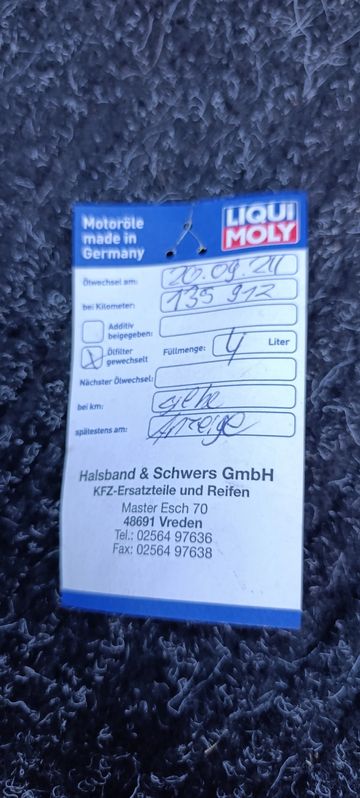 Motoröle
made in
Germany
LIQUI
MOLY
Ölwechsel am: 20.09.24
bei Kilometer: 135 912
Additiv
beigegeben:
Ölfilter
gewechselt
Füllmenge: 4 Liter
Nächster Ölwechsel:
bei km: siehe
spätestens am: Anzeige
Halsband & Schwers GmbH
KFZ-Ersatzteile und Reifen
Master Esch 70
48691 Vreden
Tel.: 02564 97636
Fax: 02564 97638